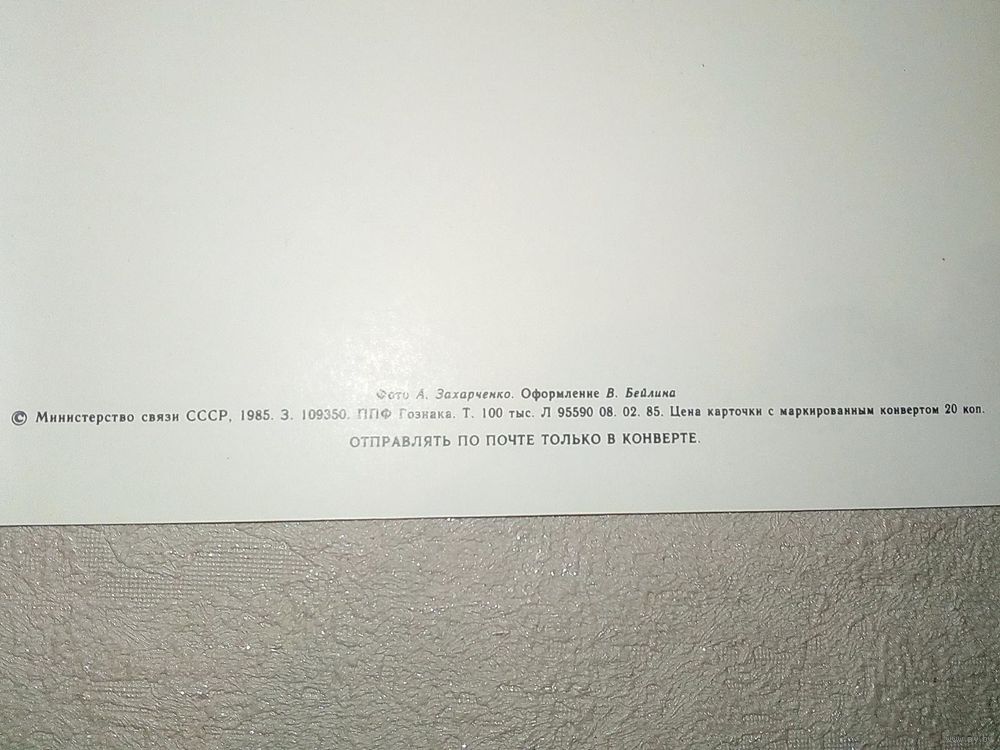 Фото А. Захарченко. Оформление В. Бейлина
© Министерство связи СССР, 1985. З. 109350. ППФ Гознака. Т. 100 тыс. Л 95590 08. 02. 85. Цена карточки с маркированным конвертом 20 коп.
ОТПРАВЛЯТЬ ПО ПОЧТЕ ТОЛЬКО В КОНВЕРТЕ.